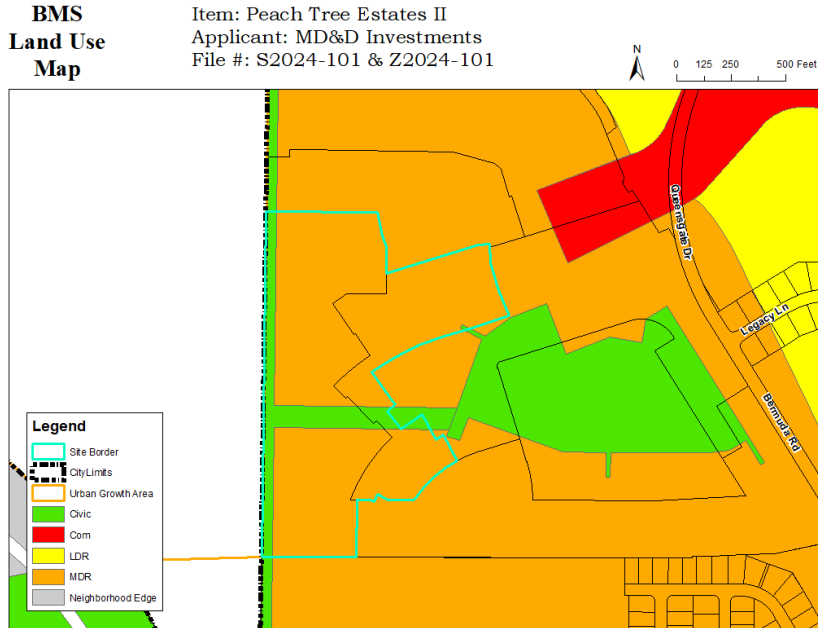 BMS
Land Use
Map
Item: Peach Tree Estates II
Applicant: MD&D Investments
File #: S2024-101 & Z2024-101
N
0 125 250 500 Feet
Queensgate Dr
Legacy Ln
Bermuda Rd
Legend
Site Border
CityLimits
Urban Growth Area
Civic
Com
LDR
MDR
Neighborhood Edge